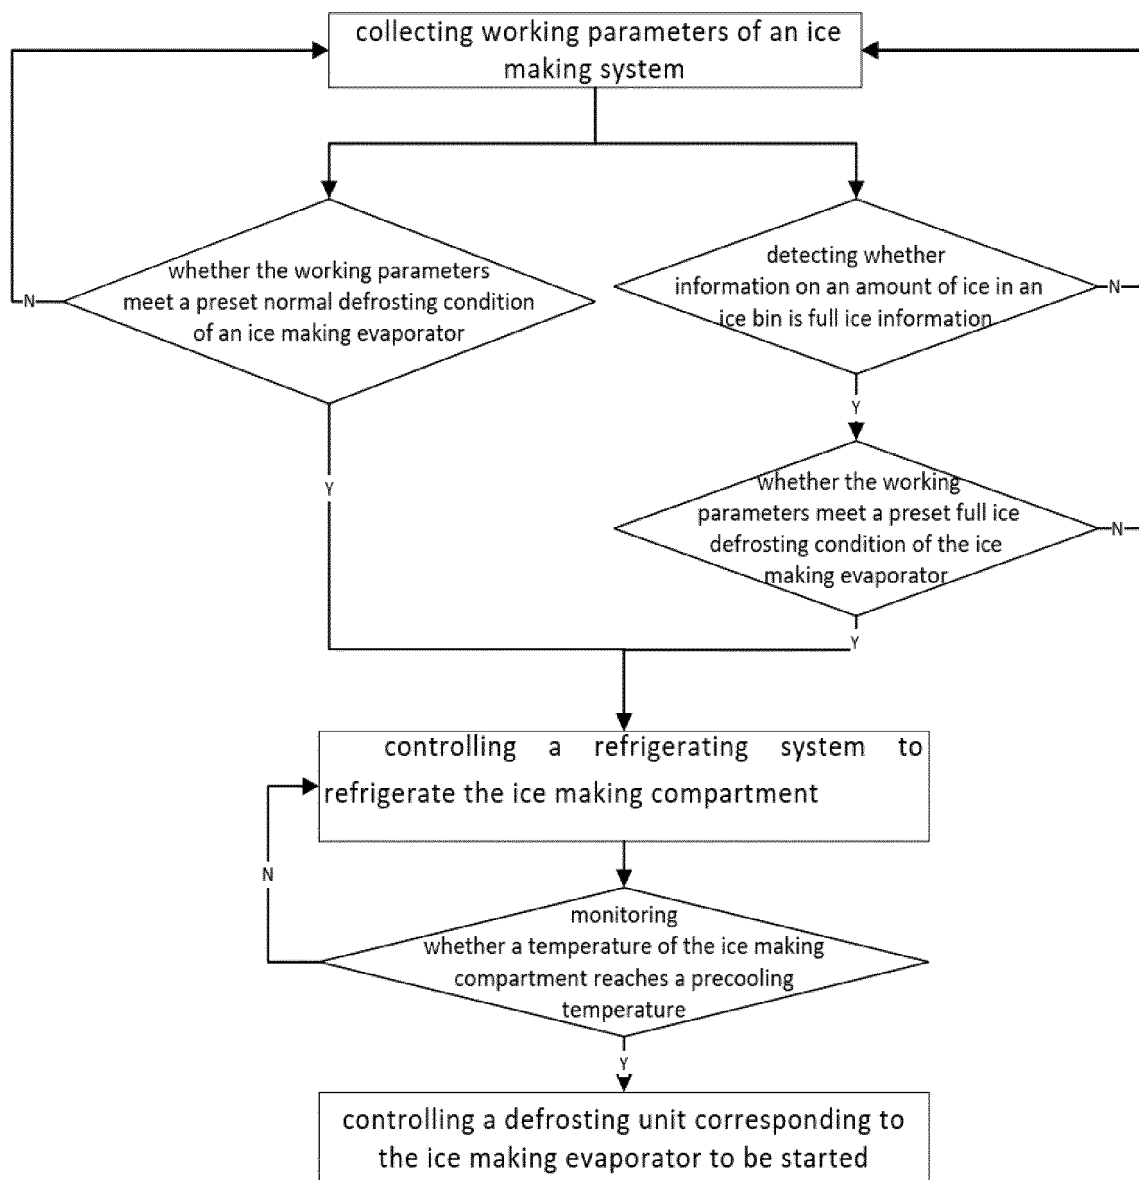 collecting working parameters of an ice
making system
whether the working parameters
meet a preset normal defrosting condition
of an ice making evaporator
N
detecting whether
information on an amount of ice in an
ice bin is full ice information
N
Y
Y
whether the working
parameters meet a preset full ice
defrosting condition of the ice
making evaporator
N
Y
controlling a refrigerating system to
refrigerate the ice making compartment
N
monitoring
whether a temperature of the ice making
compartment reaches a precooling
temperature
Y
controlling a defrosting unit corresponding to
the ice making evaporator to be started